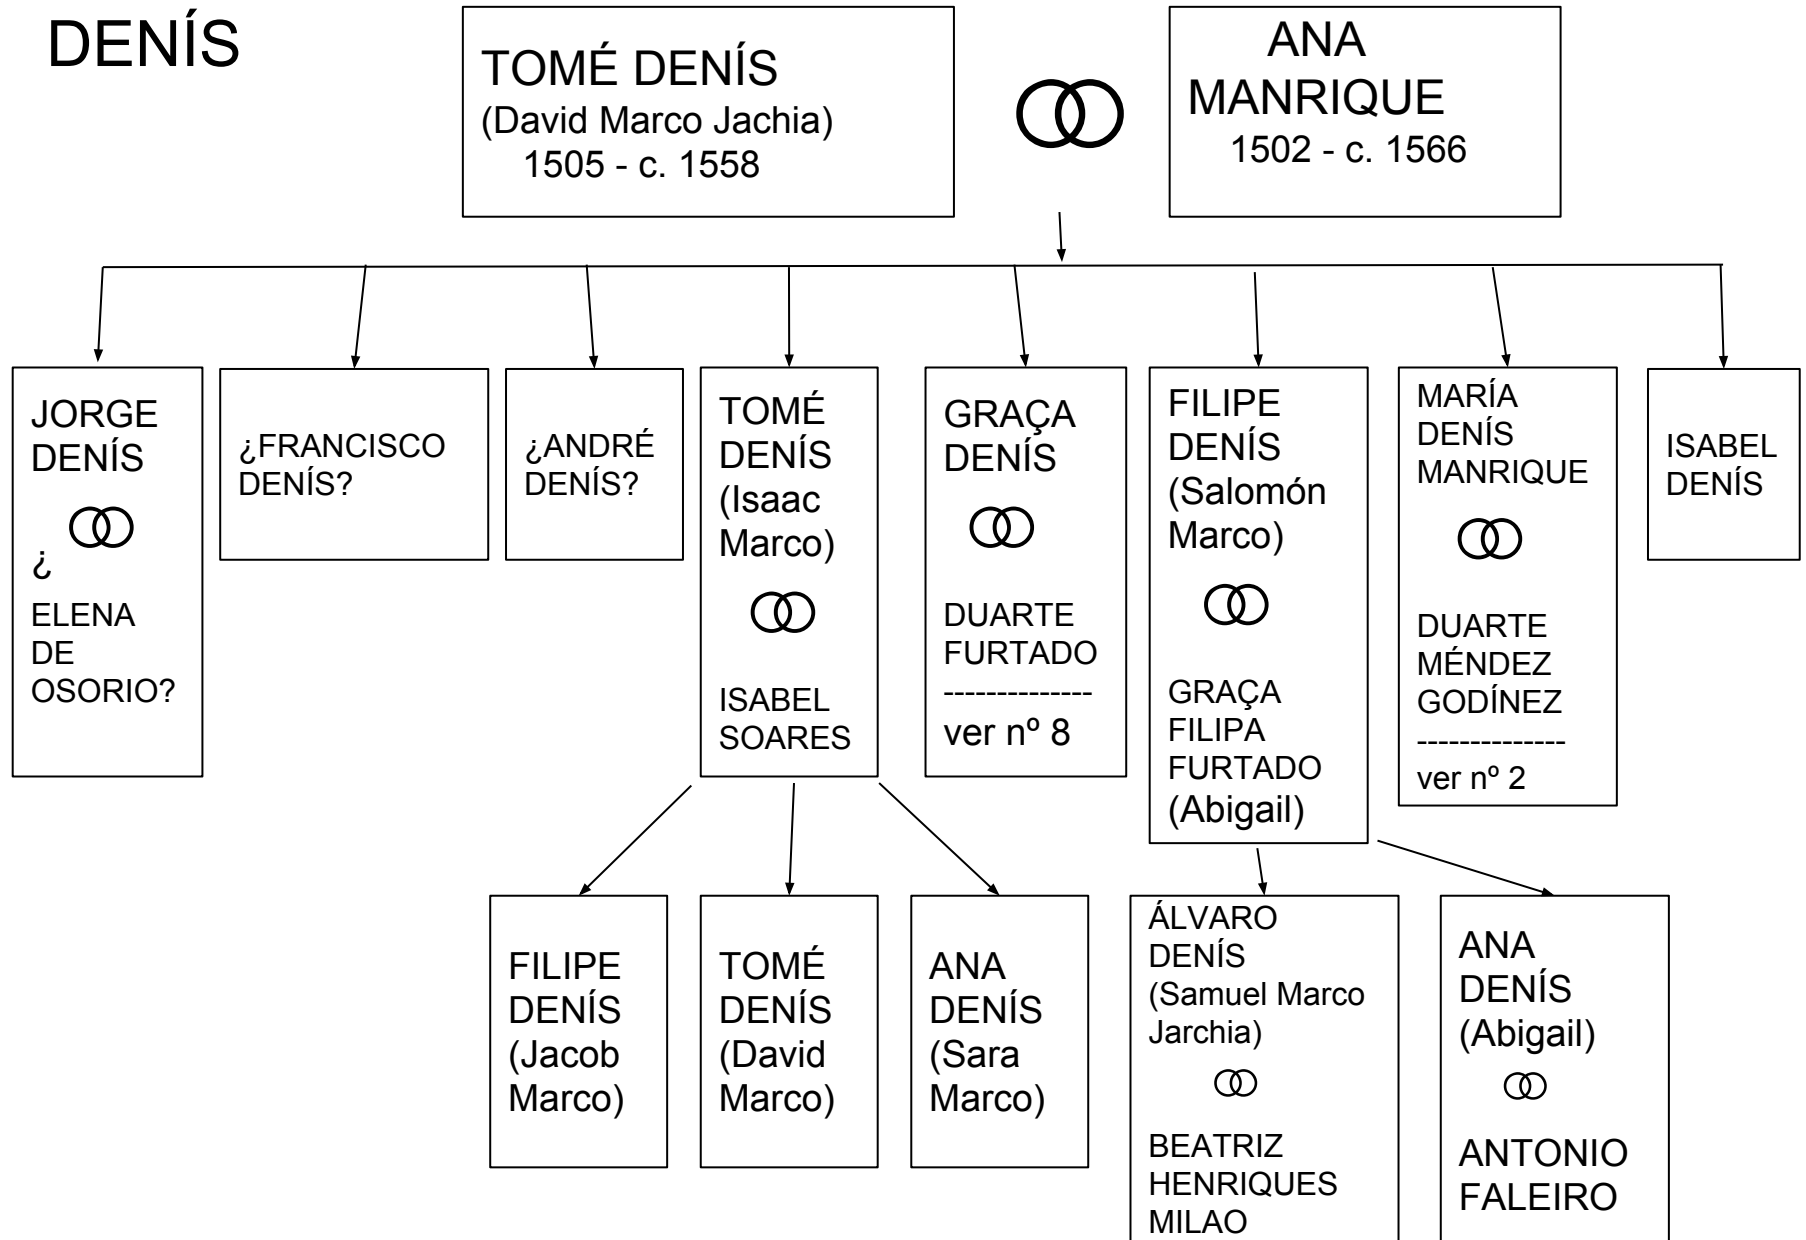 DENÍS
TOMÉ DENÍS
(David Marco Jachia)
1505 - c. 1558
ANA
MANRIQUE
1502 - c. 1566
JORGE
DENÍS
¿
ELENA
DE
OSORIO?
¿FRANCISCO
DENÍS?
¿ANDRÉ
DENÍS?
TOMÉ
DENÍS
(Isaac
Marco)
ISABEL
SOARES
GRAÇA
DENÍS
DUARTE
FURTADO
--------------
ver nº 8
FILIPE
DENÍS
(Salomón
Marco)
GRAÇA
FILIPA
FURTADO
(Abigail)
MARÍA
DENÍS
MANRIQUE
DUARTE
MÉNDEZ
GODÍNEZ
--------------
ver nº 2
ISABEL
DENÍS
FILIPE
DENÍS
(Jacob
Marco)
TOMÉ
DENÍS
(David
Marco)
ANA
DENÍS
(Sara
Marco)
ÁLVARO
DENÍS
(Samuel Marco
Jarchia)
BEATRIZ
HENRIQUES
MILAO
ANA
DENÍS
(Abigail)
ANTONIO
FALEIRO